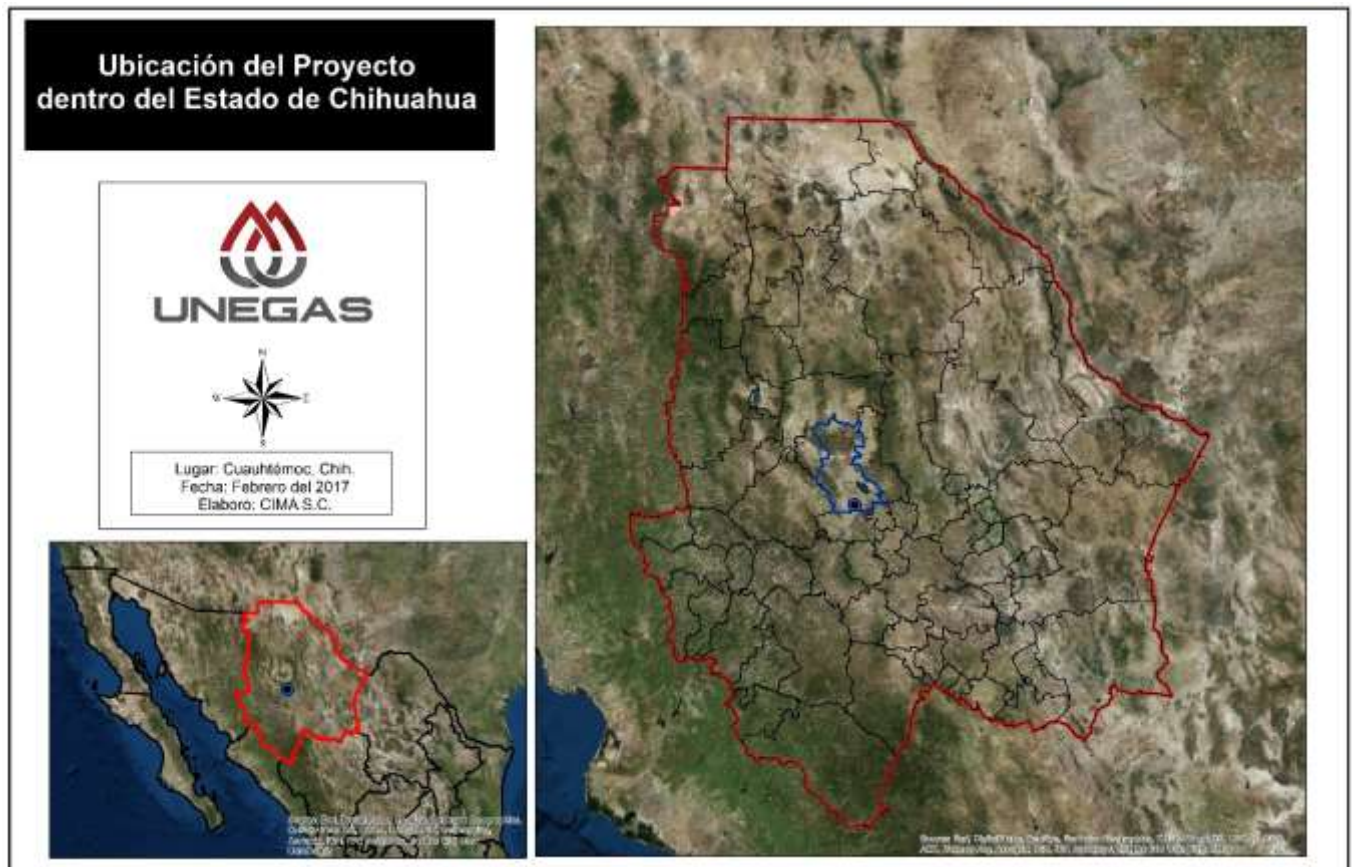 Ubicación del Proyecto
dentro del Estado de Chihuahua
UNEGAS
N
W E
S
Lugar: Cuauhtémoc, Chih.
Fecha: Febrero del 2017
Elaboro: CIMA S.C.